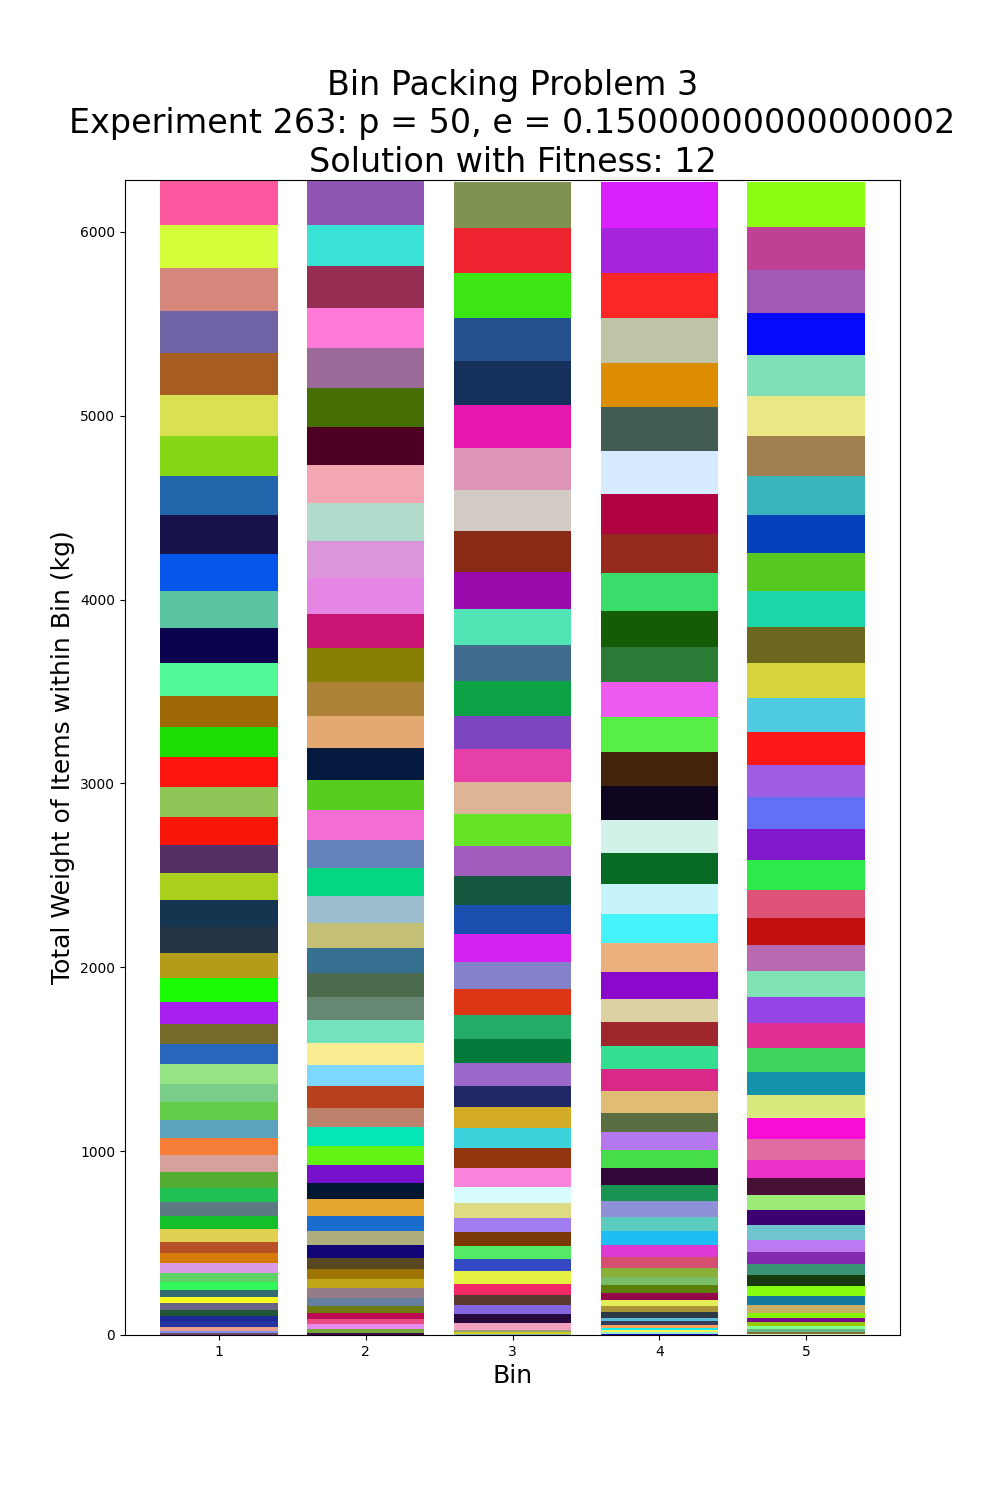 Bin Packing Problem 3
Experiment 263: p = 50, e = 0.15000000000000002
Solution with Fitness: 12
Total Weight of Items within Bin (kg)
6000
5000
4000
3000
2000
1000
0
1 2 3 4 5
Bin